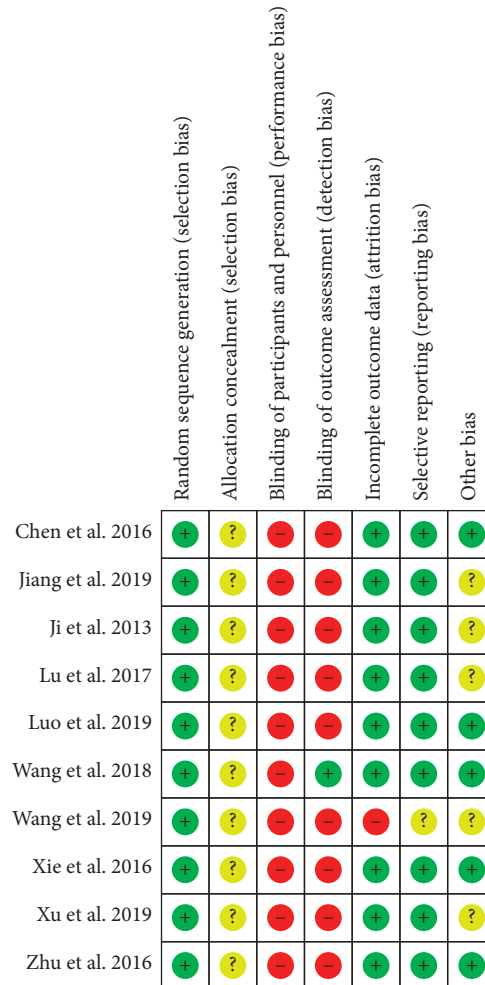 Random sequence generation (selection bias)
Allocation concealment (selection bias)
Blinding of participants and personnel (performance bias)
Blinding of outcome assessment (detection bias)
Incomplete outcome data (attrition bias)
Selective reporting (reporting bias)
Other bias
Chen et al. 2016 + ? – – + + +
Jiang et al. 2019 + ? – – + + ?
Ji et al. 2013 + ? – – + + ?
Lu et al. 2017 + ? – – + + ?
Luo et al. 2019 + ? – – + + +
Wang et al. 2018 + ? – + + + +
Wang et al. 2019 + ? – – – ? ?
Xie et al. 2016 + ? – – + + +
Xu et al. 2019 + ? – – + + ?
Zhu et al. 2016 + ? – – + + +